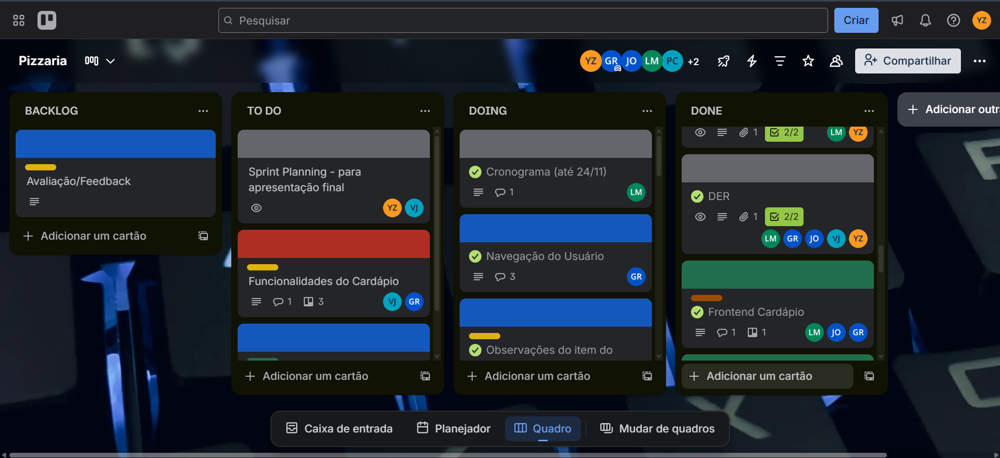 Pesquisar
Criar
YZ
Pizzaria
YZ GR JO LM PC +2
Compartilhar
BACKLOG
Avaliação/Feedback
Adicionar um cartão
TO DO
Sprint Planning - para
apresentação final
YZ VJ
Funcionalidades do Cardápio
1 3 VJ GR
Adicionar um cartão
DOING
Cronograma (até 24/11)
1 LM
Navegação do Usuário
3 GR
Observações do item do
Adicionar um cartão
DONE
1 2/2 LM YZ
DER
1 2/2
LM GR JO VJ YZ
Frontend Cardápio
1 1 LM JO GR
Adicionar um cartão
Adicionar outr
Caixa de entrada
Planejador
Quadro
Mudar de quadros